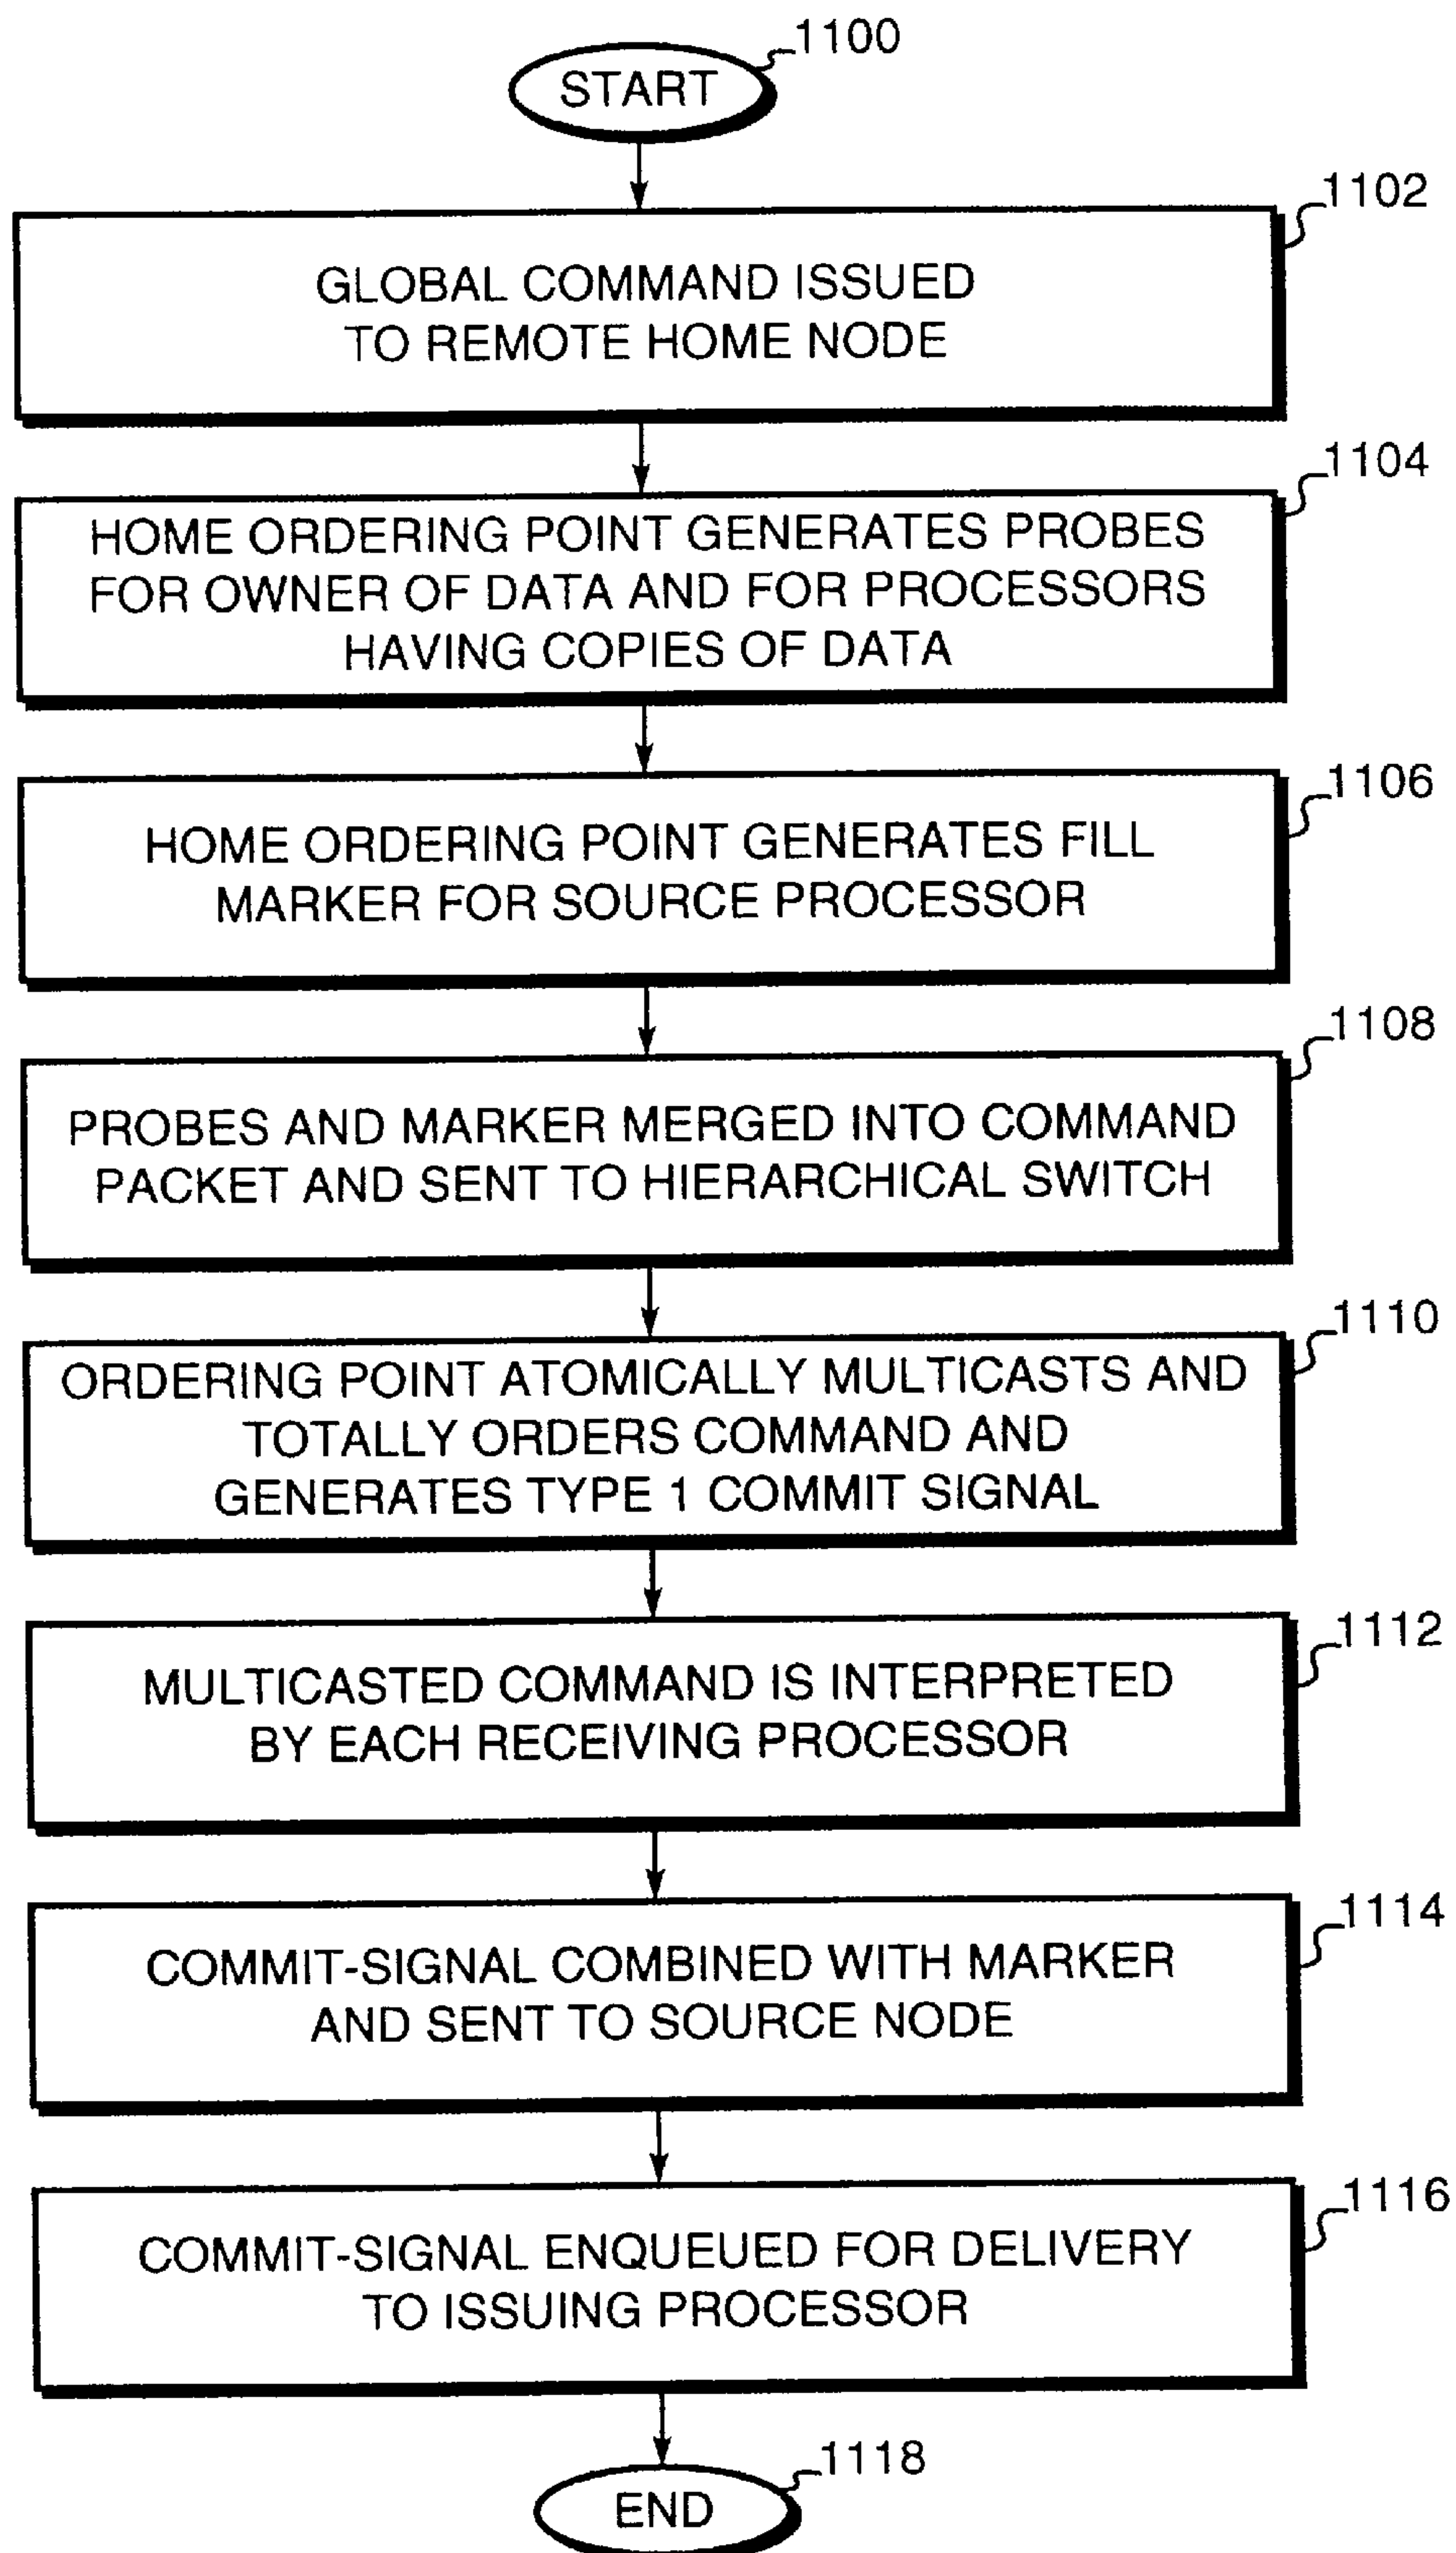 1100
START
1102
GLOBAL COMMAND ISSUED
TO REMOTE HOME NODE
1104
HOME ORDERING POINT GENERATES PROBES
FOR OWNER OF DATA AND FOR PROCESSORS
HAVING COPIES OF DATA
1106
HOME ORDERING POINT GENERATES FILL
MARKER FOR SOURCE PROCESSOR
1108
PROBES AND MARKER MERGED INTO COMMAND
PACKET AND SENT TO HIERARCHICAL SWITCH
1110
ORDERING POINT ATOMICALLY MULTICASTS AND
TOTALLY ORDERS COMMAND AND
GENERATES TYPE 1 COMMIT SIGNAL
1112
MULTICASTED COMMAND IS INTERPRETED
BY EACH RECEIVING PROCESSOR
1114
COMMIT-SIGNAL COMBINED WITH MARKER
AND SENT TO SOURCE NODE
1116
COMMIT-SIGNAL ENQUEUED FOR DELIVERY
TO ISSUING PROCESSOR
1118
END